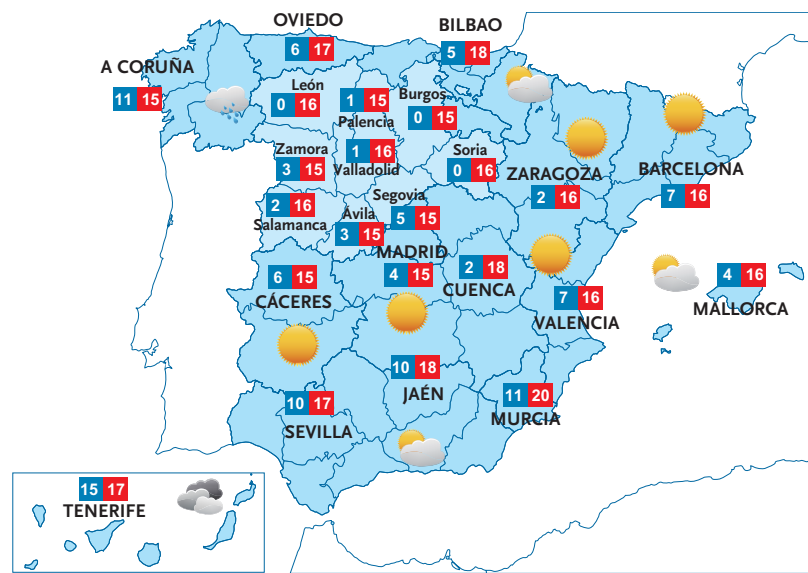 OVIEDO
6 17
BILBAO
5 18
A CORUÑA
11 15
León
0 16
1 15
Palencia
Burgos
0 15
Zamora
3 15
1 16
Valladolid
Soria
0 16
ZARAGOZA
2 16
BARCELONA
7 16
2 16
Salamanca
Ávila
3 15
Segovia
5 15
MADRID
4 15
2 18
CUENCA
6 15
CÁCERES
7 16
VALENCIA
4 16
MALLORCA
10 18
JAÉN
11 20
MURCIA
10 17
SEVILLA
15 17
TENERIFE